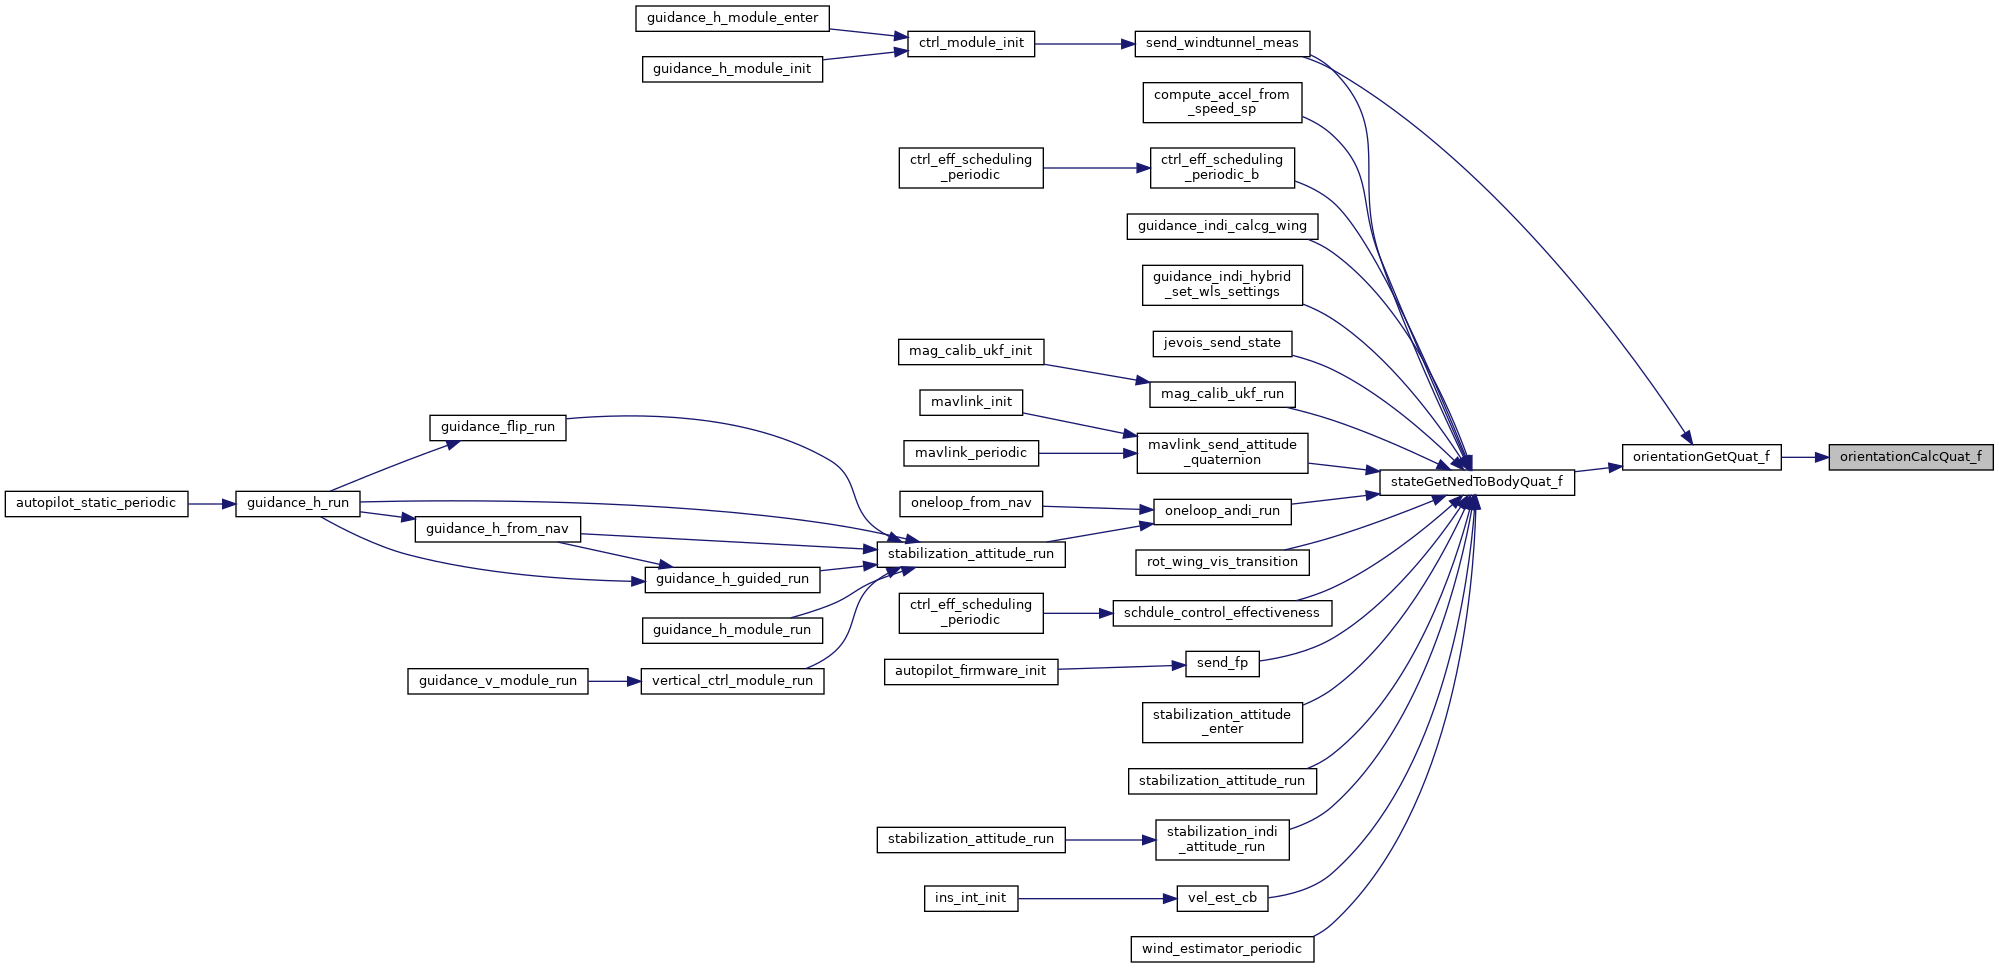 guidance_h_module_enter
ctrl_module_init
send_windtunnel_meas
guidance_h_module_init
compute_accel_from
_speed_sp
ctrl_eff_scheduling
_periodic
ctrl_eff_scheduling
_periodic_b
guidance_indi_calcg_wing
guidance_indi_hybrid
_set_wls_settings
jevois_send_state
mag_calib_ukf_init
mag_calib_ukf_run
mavlink_init
guidance_flip_run
mavlink_send_attitude
_quaternion
mavlink_periodic
orientationGetQuat_f
orientationCalcQuat_f
stateGetNedToBodyQuat_f
autopilot_static_periodic
guidance_h_run
oneloop_from_nav
oneloop_andi_run
guidance_h_from_nav
stabilization_attitude_run
rot_wing_vis_transition
guidance_h_guided_run
ctrl_eff_scheduling
_periodic
schdule_control_effectiveness
guidance_h_module_run
autopilot_firmware_init
send_fp
guidance_v_module_run
vertical_ctrl_module_run
stabilization_attitude
_enter
stabilization_attitude_run
stabilization_attitude_run
stabilization_indi
_attitude_run
ins_int_init
vel_est_cb
wind_estimator_periodic